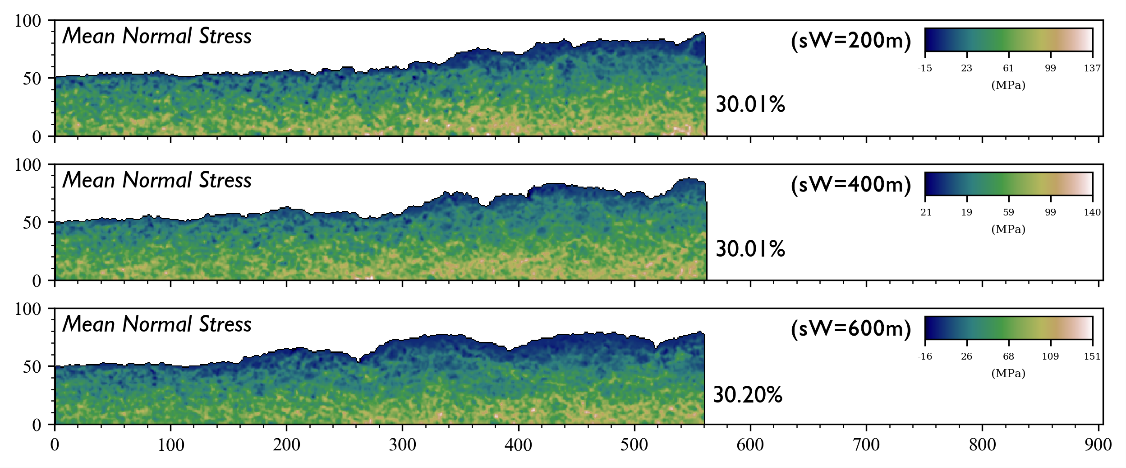 100
50
0
Mean Normal Stress
(sW=200m)
-15 23 61 99 137
(MPa)
30.01%
100
50
0
Mean Normal Stress
(sW=400m)
21 19 59 99 140
(MPa)
30.01%
100
50
0
Mean Normal Stress
(sW=600m)
-16 26 68 109 151
(MPa)
30.20%
0 100 200 300 400 500 600 700 800 900